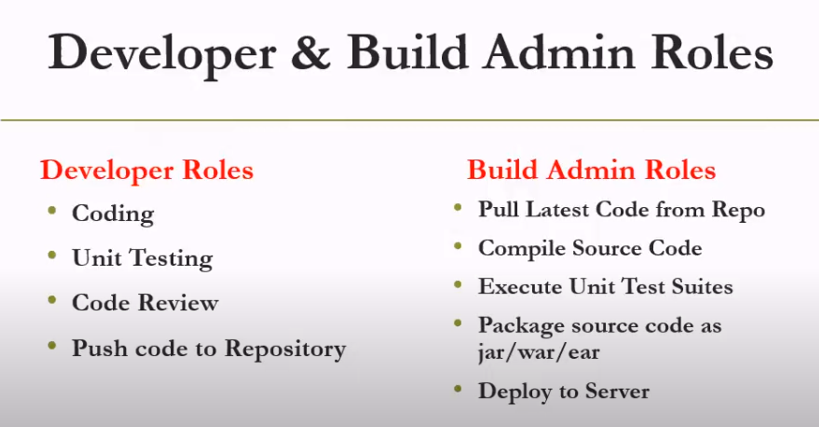 Developer & Build Admin Roles
Developer Roles
• Coding
• Unit Testing
• Code Review
• Push code to Repository
Build Admin Roles
• Pull Latest Code from Repo
• Compile Source Code
• Execute Unit Test Suites
• Package source code as
jar/war/ear
• Deploy to Server